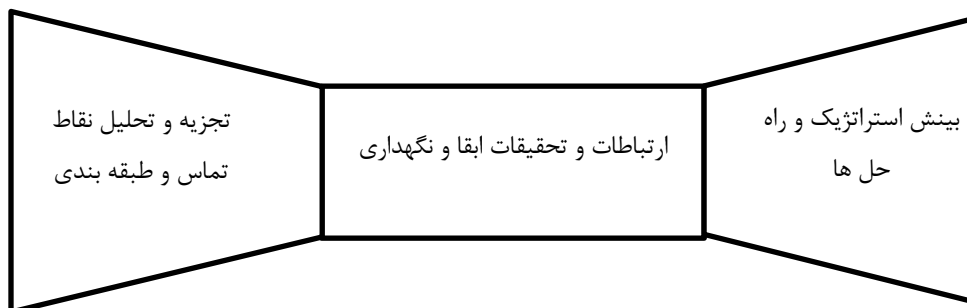 بینش استراتژیک و راه
حل ها
ارتباطات و تحقیقات ابقا و نگهداری
تجزیه و تحلیل نقاط
تماس و طبقه بندی